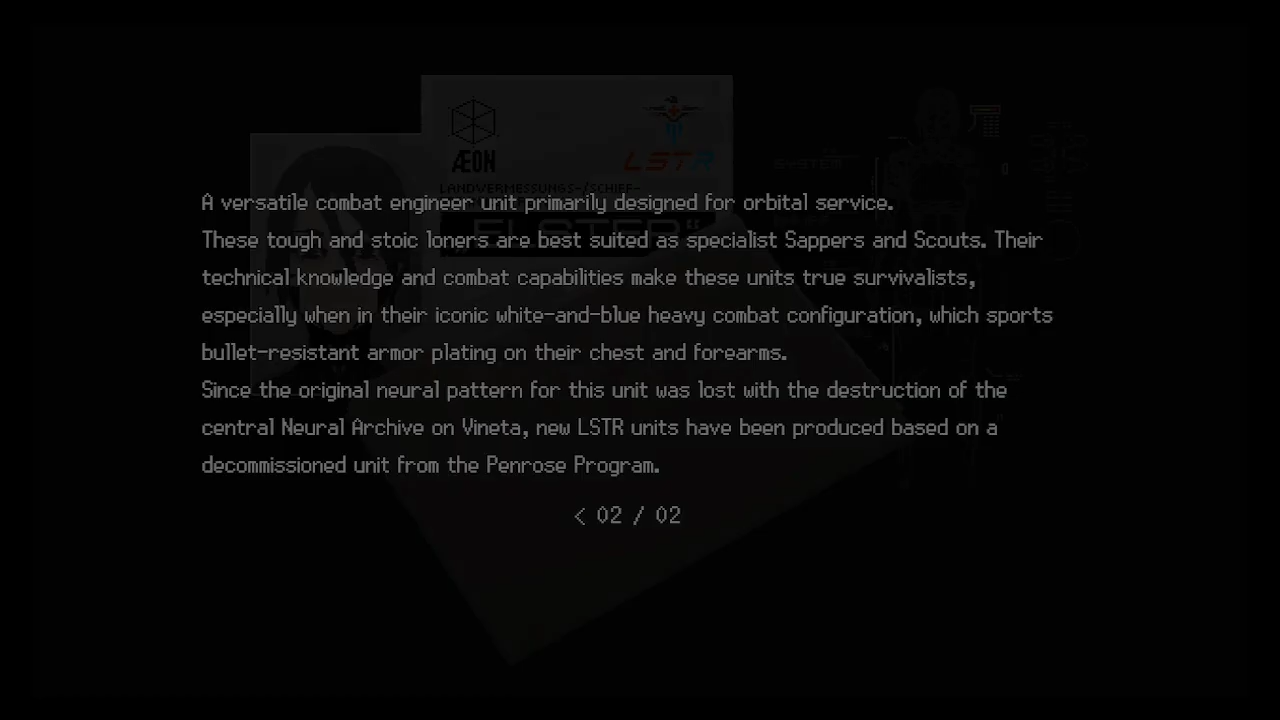 ÆON
LSTR
LANDVERMESSUNGS-/SCHIFF-
„ELSTER“
SYSTEM
A versatile combat engineer unit primarily designed for orbital service.
These tough and stoic loners are best suited as specialist Sappers and Scouts. Their
technical knowledge and combat capabilities make these units true survivalists,
especially when in their iconic white-and-blue heavy combat configuration, which sports
bullet-resistant armor plating on their chest and forearms.
Since the original neural pattern for this unit was lost with the destruction of the
central Neural Archive on Vineta, new LSTR units have been produced based on a
decommissioned unit from the Penrose Program.
< 02 / 02